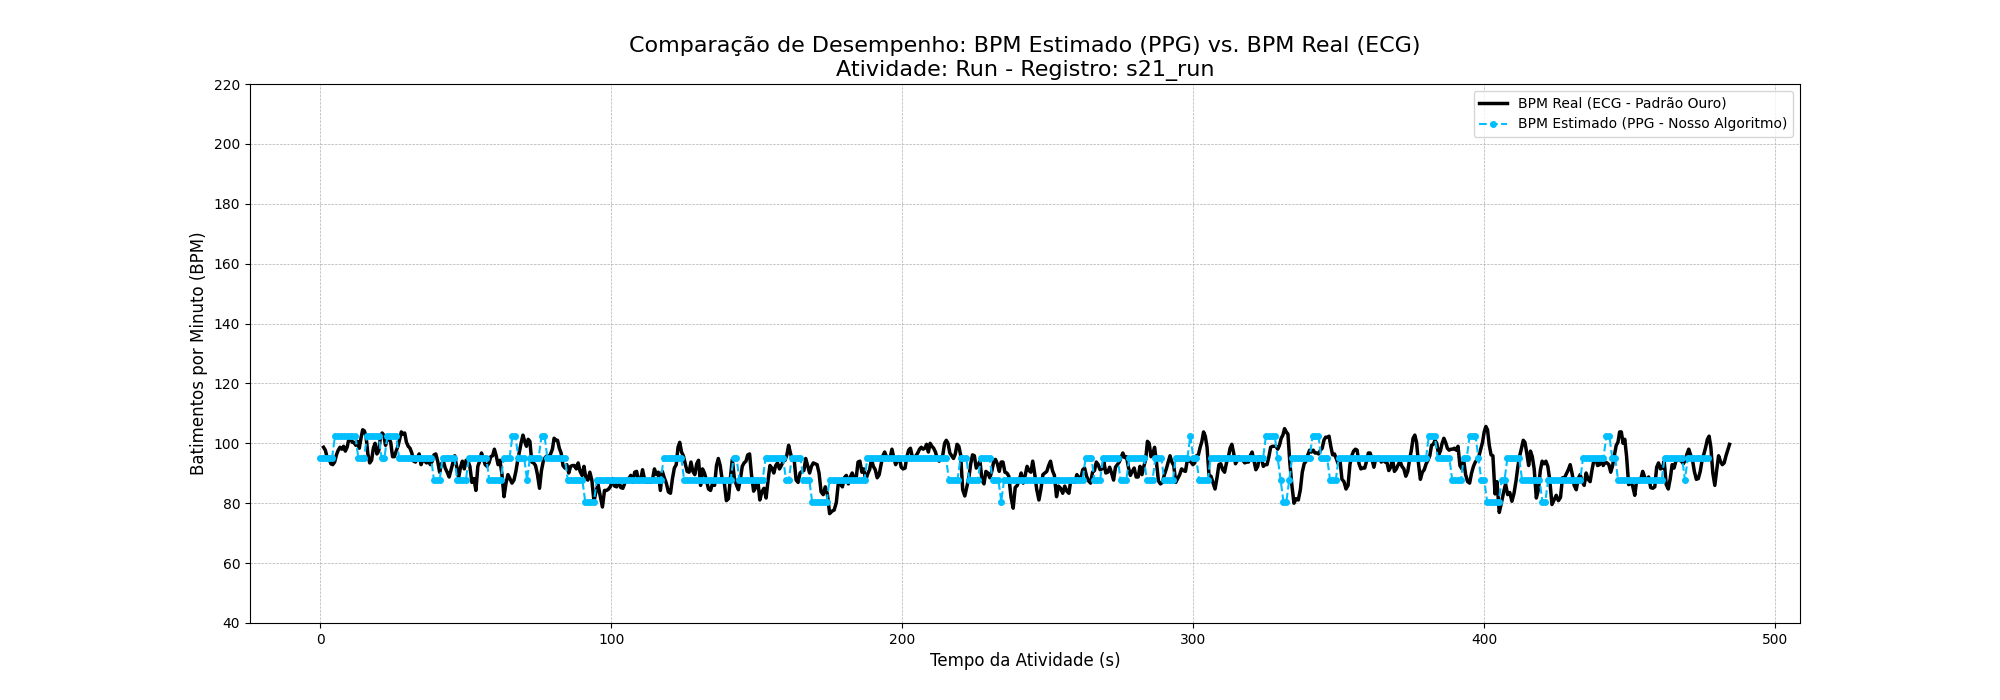 Comparação de Desempenho: BPM Estimado (PPG) vs. BPM Real (ECG)
Atividade: Run - Registro: s21_run
BPM Real (ECG - Padrão Ouro)
BPM Estimado (PPG - Nosso Algoritmo)
Batimentos por Minuto (BPM)
220
200
180
160
140
120
100
80
60
40
0 100 200 300 400 500
Tempo da Atividade (s)